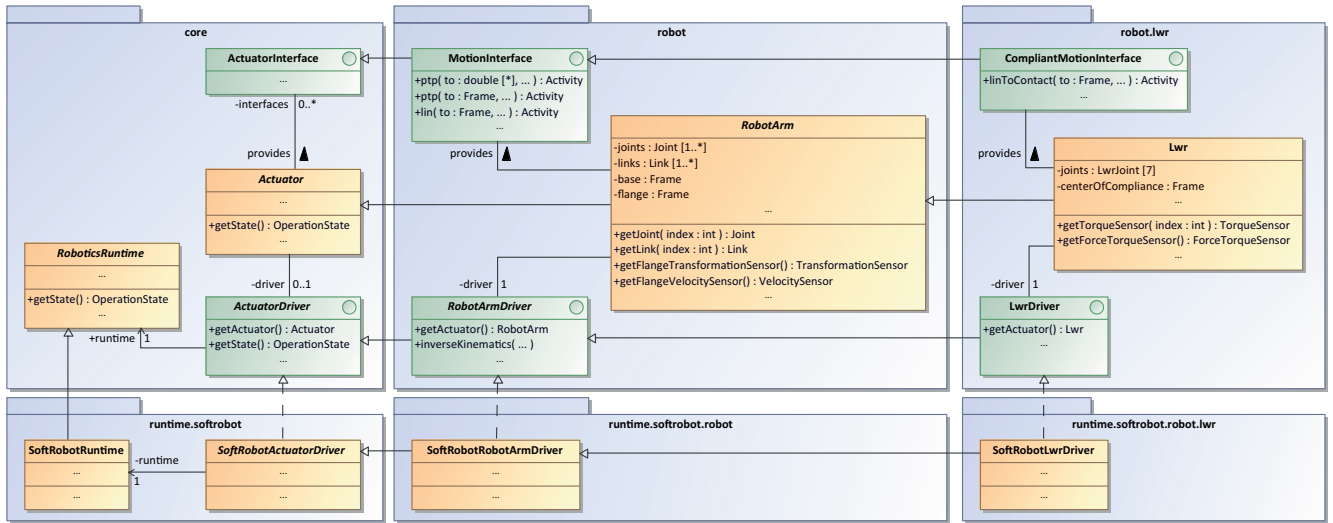 core
ActuatorInterface
...
-interfaces 0..*
provides
Actuator
...
+getState() : OperationState
...
-driver 0..1
RoboticsRuntime
...
+getState() : OperationState
...
+runtime 1
ActuatorDriver
+getActuator() : Actuator
+getState() : OperationState
...
robot
MotionInterface
+ptp( to : double [*], ... ) : Activity
+ptp( to : Frame, ... ) : Activity
+lin( to : Frame, ... ) : Activity
...
provides
RobotArm
-joints : Joint [1..*]
-links : Link [1..*]
-base : Frame
-flange : Frame
...
+getJoint( index : int ) : Joint
+getLink( index : int ) : Link
+getFlangeTransformationSensor() : TransformationSensor
+getFlangeVelocitySensor() : VelocitySensor
...
-driver 1
RobotArmDriver
+getActuator() : RobotArm
+inverseKinematics( ... )
...
robot.lwr
CompliantMotionInterface
+linToContact( to : Frame, ... ) : Activity
...
provides
Lwr
-joints : LwrJoint [7]
-centerOfCompliance : Frame
...
+getTorqueSensor( index : int ) : TorqueSensor
+getForceTorqueSensor() : ForceTorqueSensor
...
-driver 1
LwrDriver
+getActuator() : Lwr
...
runtime.softrobot
SoftRobotRuntime
...
...
-runtime
1
SoftRobotActuatorDriver
...
...
runtime.softrobot.robot
SoftRobotRobotArmDriver
...
...
runtime.softrobot.robot.lwr
SoftRobotLwrDriver
...
...